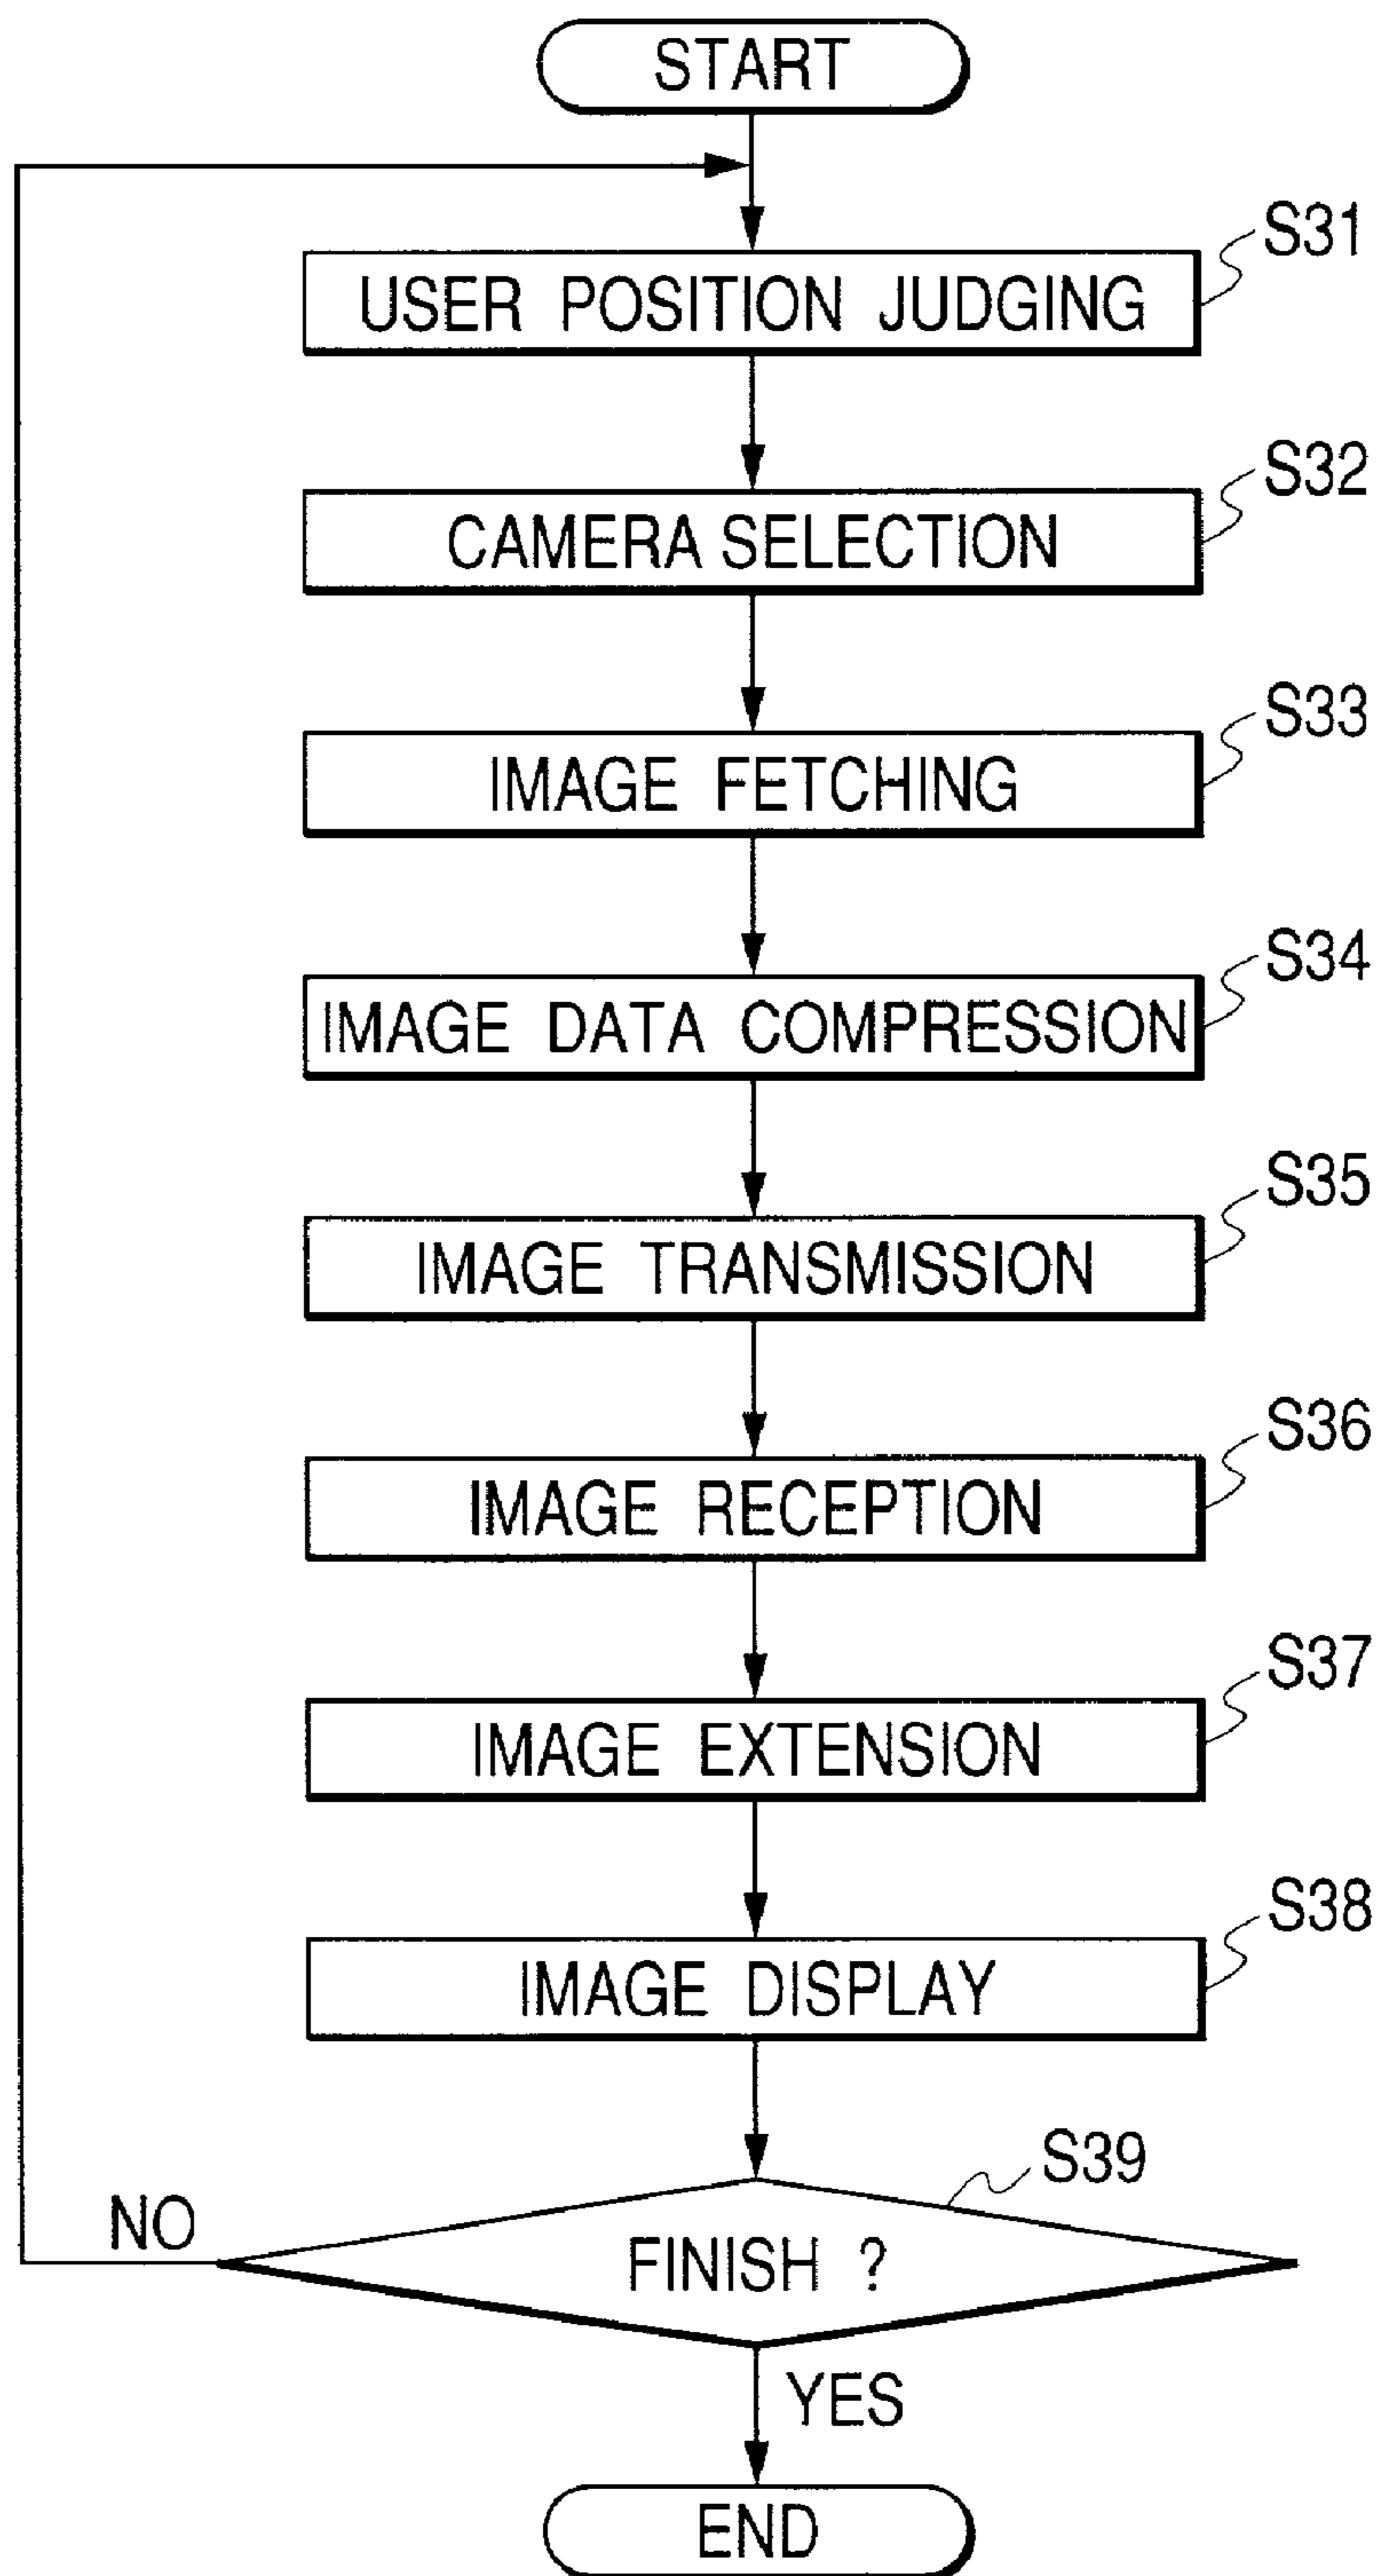 START
S31
USER POSITION JUDGING
S32
CAMERA SELECTION
S33
IMAGE FETCHING
S34
IMAGE DATA COMPRESSION
S35
IMAGE TRANSMISSION
S36
IMAGE RECEPTION
S37
IMAGE EXTENSION
S38
IMAGE DISPLAY
S39
NO
FINISH ?
YES
END